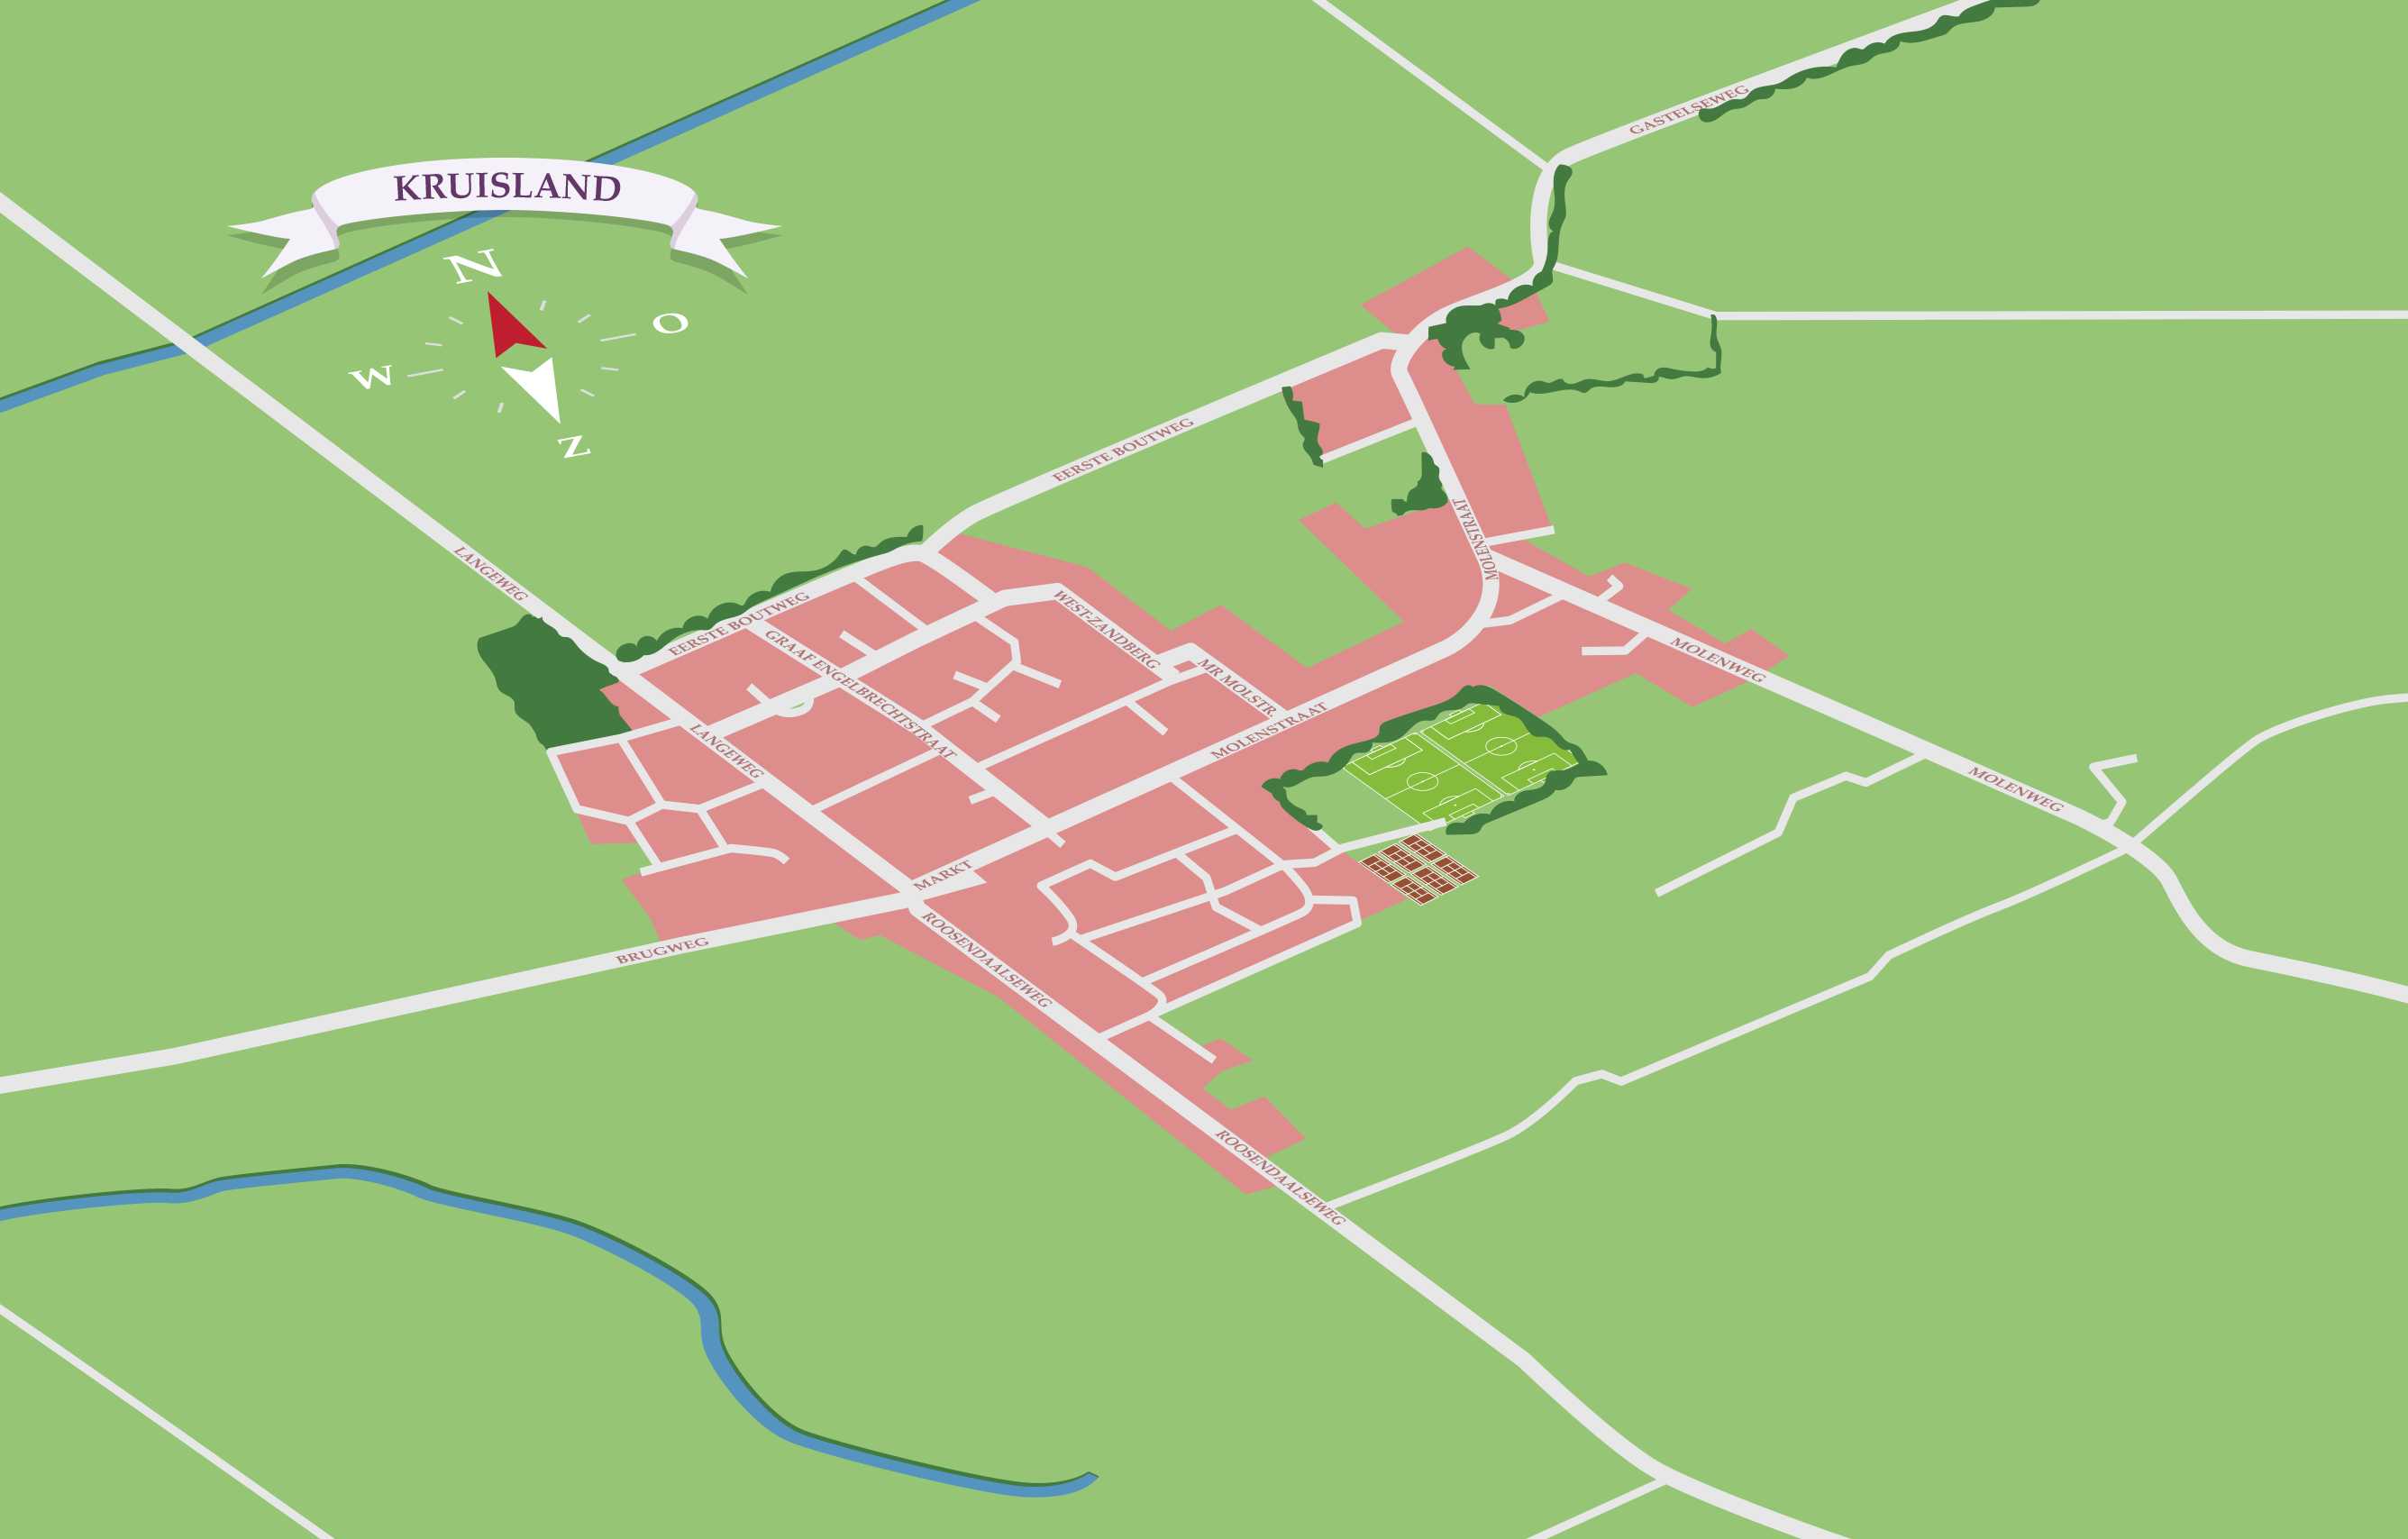 GASTELSEWEG
KRUISLAND
N
O
W
Z
EERSTE BOUTWEG
LANGEWEG
MOLENSTRAAT
EERSTE BOUTWEG
WEST-ZANDBERG
GRAAF ENGELBRECHTSTRAAT
MR MOLSTR.
MOLENWEG
LANGEWEG
MOLENSTRAAT
MOLENWEG
MARKT
BRUGWEG
ROOSENDAALSEWEG
ROOSENDAALSEWEG